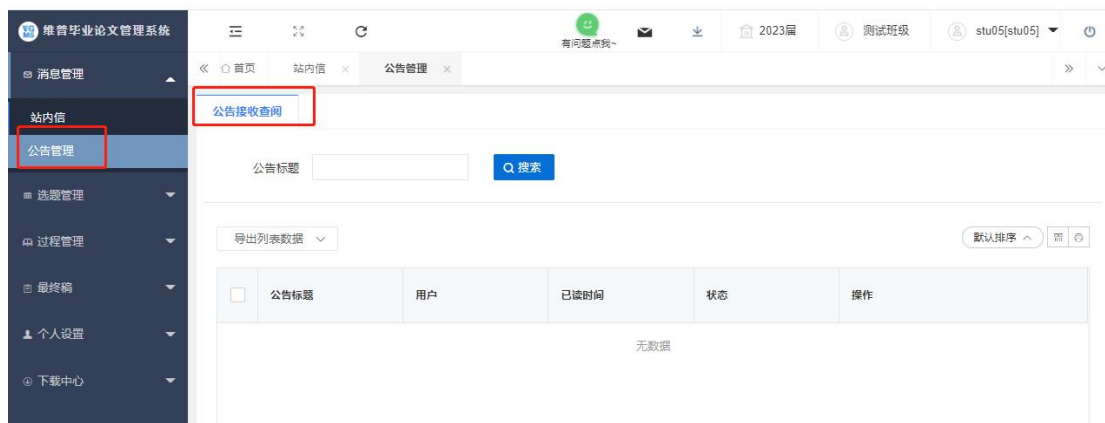 维普毕业论文管理系统
有问题点我~
2023届
测试班级
stu05[stu05]
消息管理
站内信
公告管理
选题管理
过程管理
最终稿
个人设置
下载中心
首页
站内信
公告管理
公告接收查阅
公告标题
搜索
导出列表数据
默认排序
公告标题 用户 已读时间 状态 操作
无数据